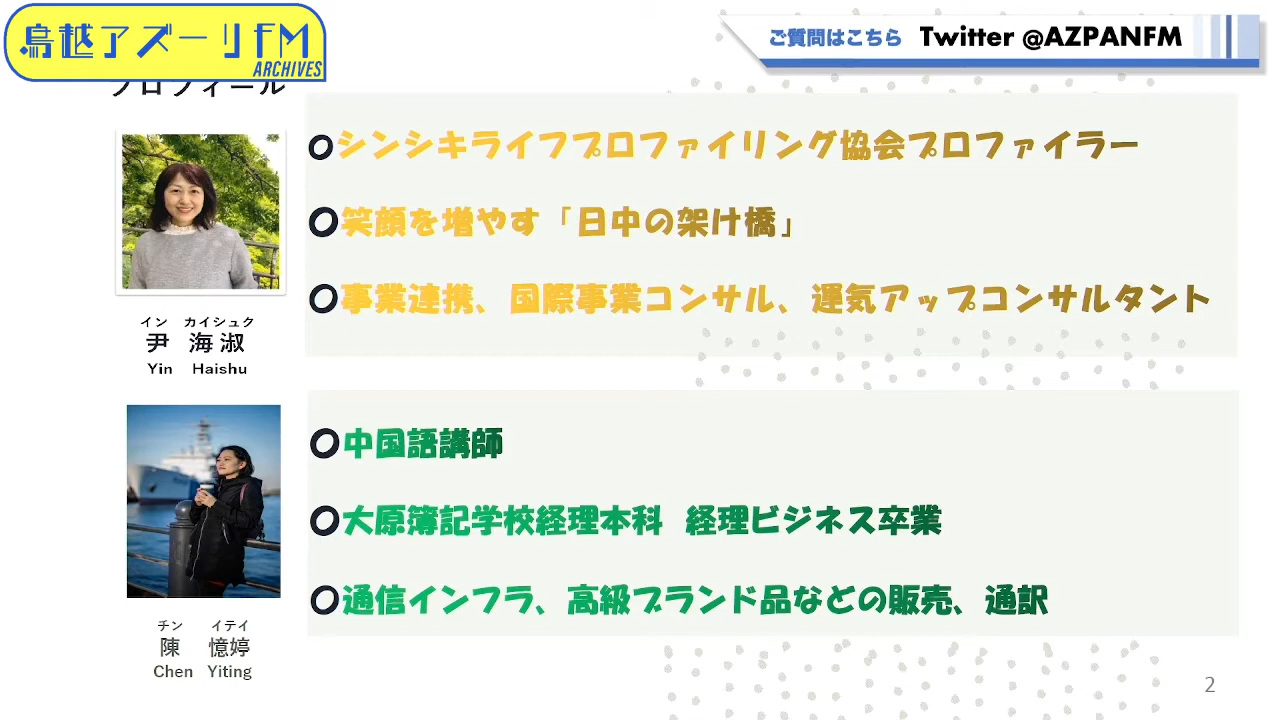 鳥越アズーリFM
ARCHIVES
ご質問はこちら Twitter @AZPANFM
プロフィール
シンシキライフプロファイリング協会プロファイラー
笑顔を増やす「日中の架け橋」
事業連携、国際事業コンサル、運気アップコンサルタント
イン カイシュク
尹 海淑
Yin Haishu
中国語講師
大原簿記学校経理本科 経理ビジネス卒業
通信インフラ、高級ブランド品などの販売、通訳
チン イテイ
陳 憶婷
Chen Yiting
2